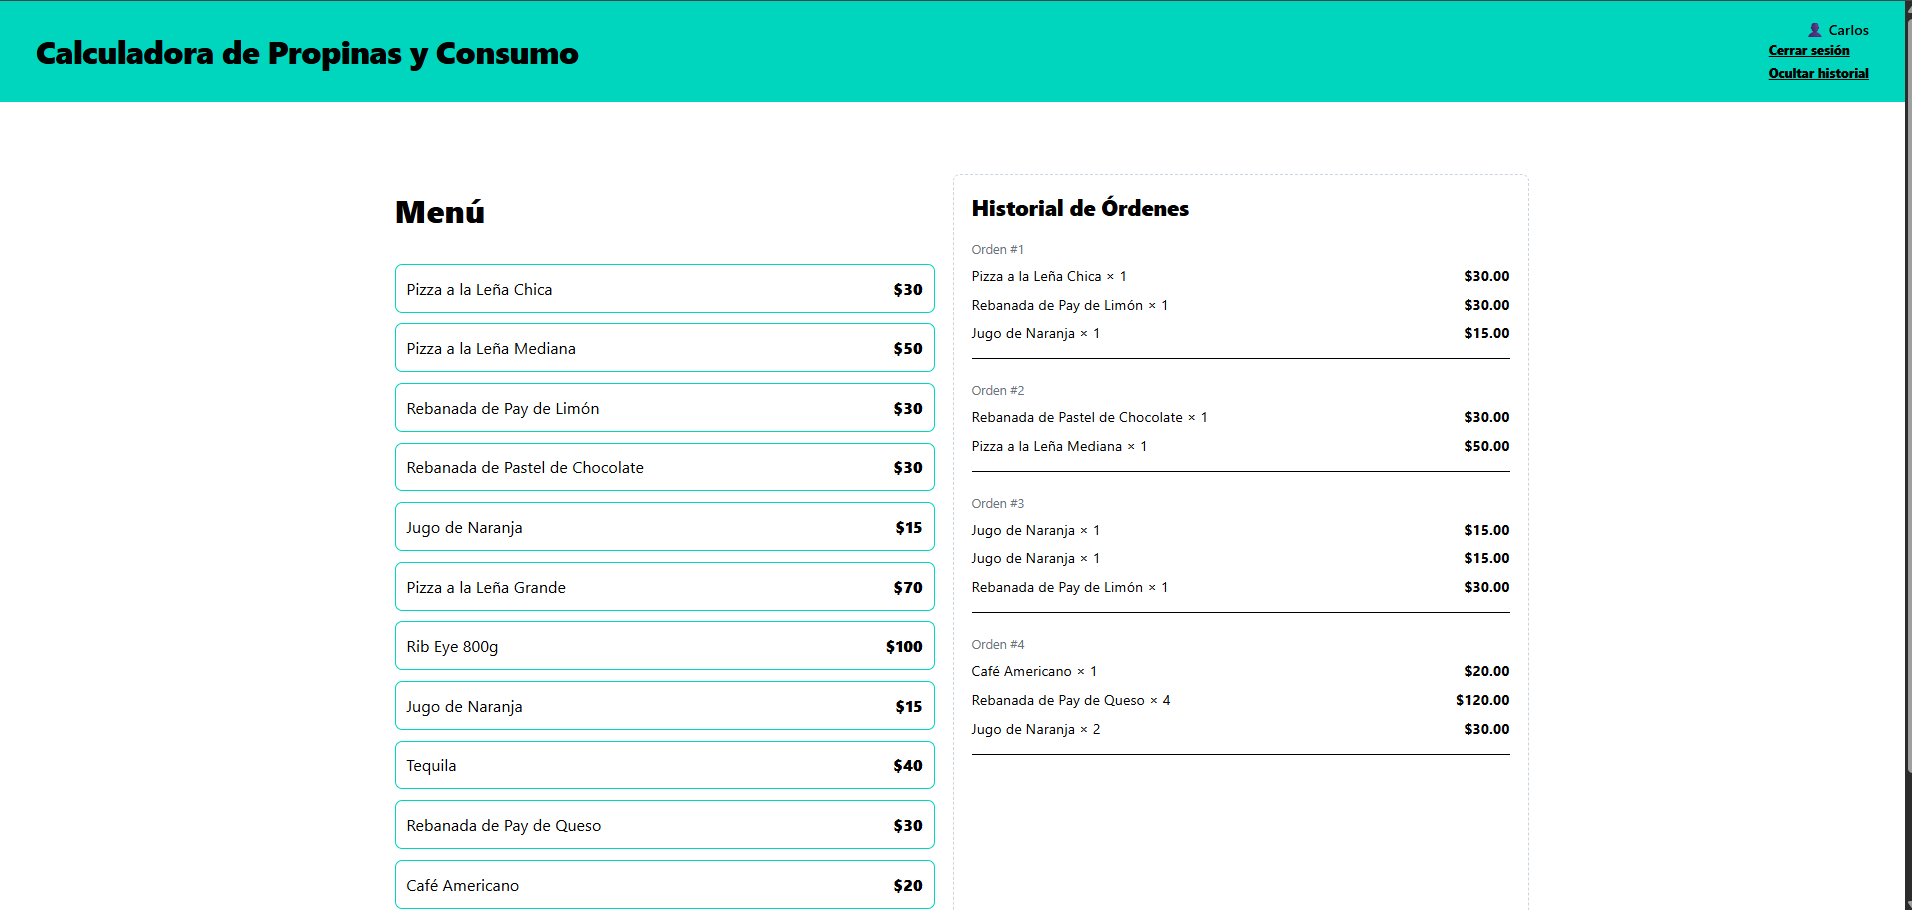 Calculadora de Propinas y Consumo
👤 Carlos
Cerrar sesión
Ocultar historial
Menú
Pizza a la Leña Chica $30
Pizza a la Leña Mediana $50
Rebanada de Pay de Limón $30
Rebanada de Pastel de Chocolate $30
Jugo de Naranja $15
Pizza a la Leña Grande $70
Rib Eye 800g $100
Jugo de Naranja $15
Tequila $40
Rebanada de Pay de Queso $30
Café Americano $20
Historial de Órdenes
Orden #1
Pizza a la Leña Chica × 1 $30.00
Rebanada de Pay de Limón × 1 $30.00
Jugo de Naranja × 1 $15.00
Orden #2
Rebanada de Pastel de Chocolate × 1 $30.00
Pizza a la Leña Mediana × 1 $50.00
Orden #3
Jugo de Naranja × 1 $15.00
Jugo de Naranja × 1 $15.00
Rebanada de Pay de Limón × 1 $30.00
Orden #4
Café Americano × 1 $20.00
Rebanada de Pay de Queso × 4 $120.00
Jugo de Naranja × 2 $30.00